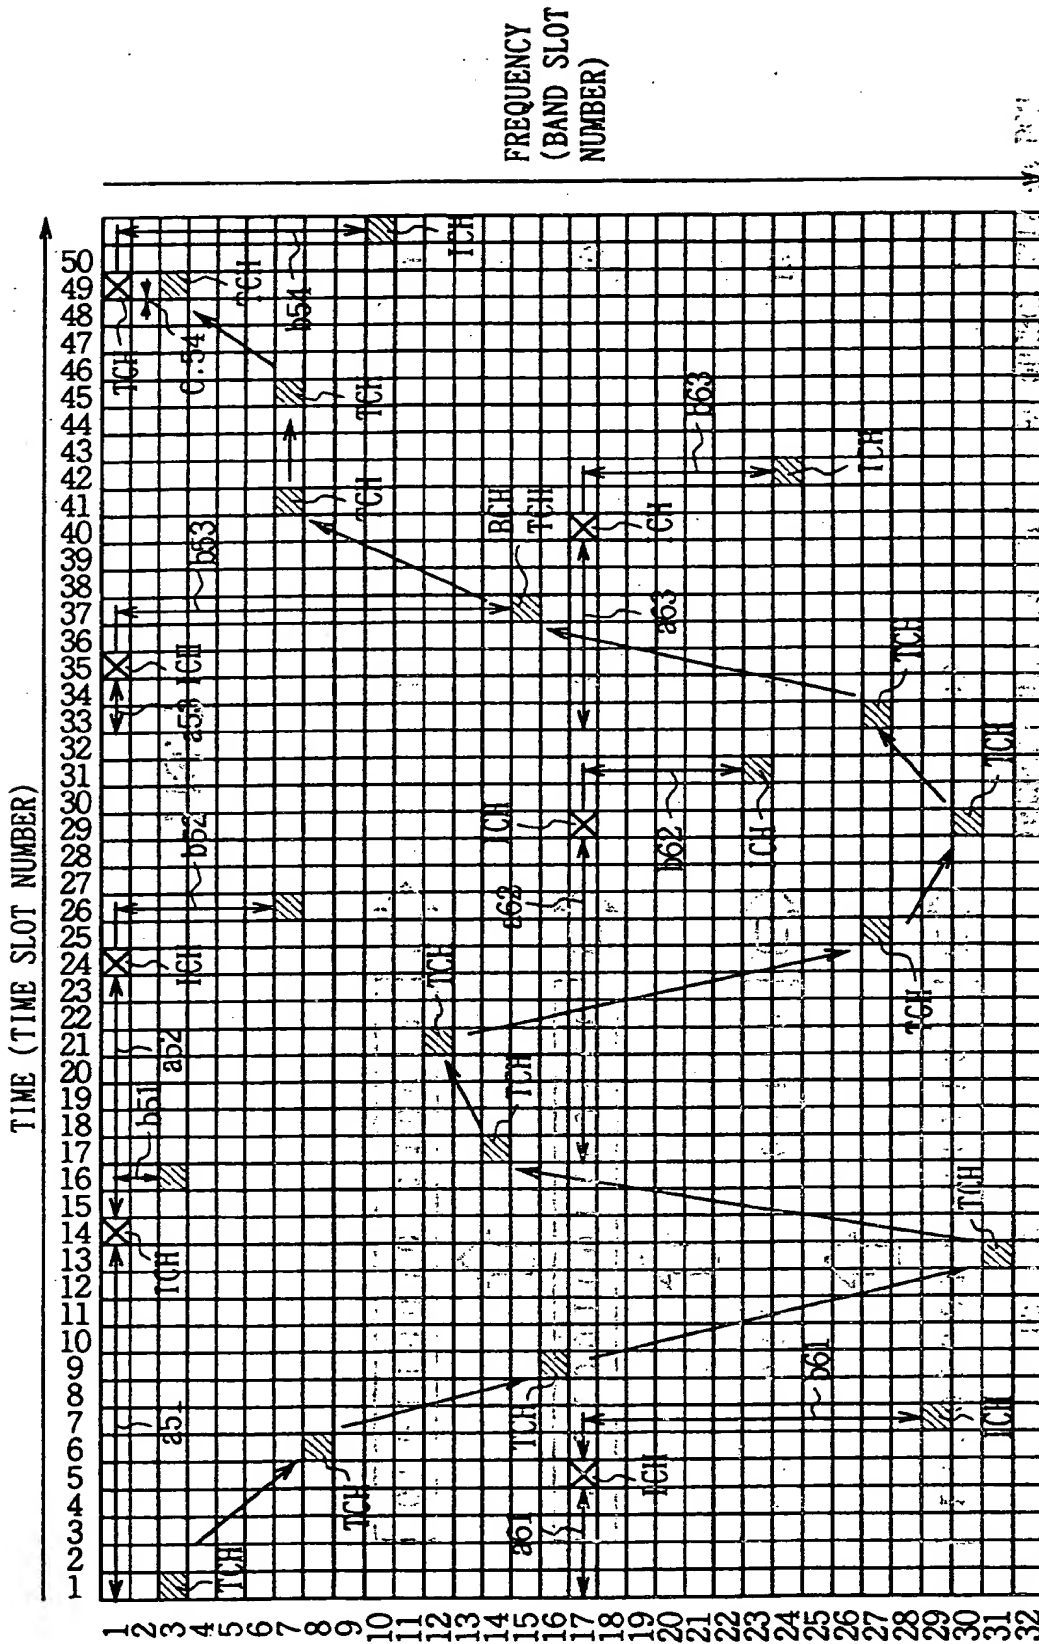 TIME (TIME SLOT NUMBER)
1 2 3 4 5 6 7 8 9 10 11 12 13 14 15 16 17 18 19 20 21 22 23 24 25 26 27 28 29 30 31 32 33 34 35 36 37 38 39 40 41 42 43 44 45 46 47 48 49 50
FREQUENCY
(BAND SLOT
NUMBER)
1
2
3
4
5
6
7
8
9
10
11
12
13
14
15
16
17
18
19
20
21
22
23
24
25
26
27
28
29
30
31
32
TCH
a51
ICH
b51
a52
ICH
b52
a53
ICH
b53
TCH
c54
TCH
b54
ICH
TCH
TCH
TCH
TCH
TCH
BCH
TCH
a61
ICH
TCH
b61
ICH
TCH
a62
ICH
b62
ICH
TCH
TCH
TCH
a63
ICH
b63
ICH